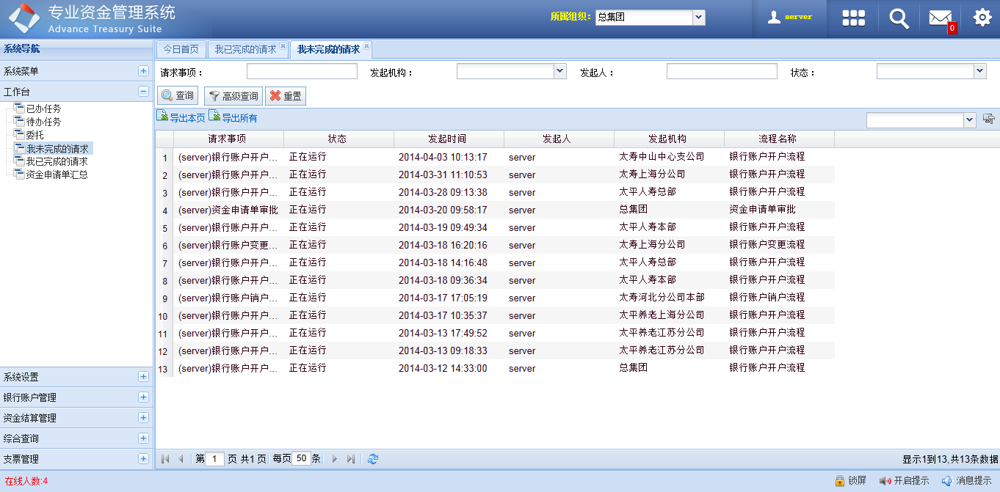 专业资金管理系统
Advance Treasury Suite
所属组织： 总集团
server
0
系统导航
今日首页 我已完成的请求 我未完成的请求
系统菜单
工作台
已办任务
待办任务
委托
我未完成的请求
我已完成的请求
资金申请单汇总
系统设置
银行账户管理
资金结算管理
综合查询
支票管理
请求事项： 发起机构： 发起人： 状态：
查询 高级查询 重置
导出本页 导出所有
请求事项 状态 发起时间 发起人 发起机构 流程名称
1 (server)银行账户开户... 正在运行 2014-04-03 10:13:17 server 太寿中山中心支公司 银行账户开户流程
2 (server)银行账户开户... 正在运行 2014-03-31 11:10:53 server 太寿上海分公司 银行账户开户流程
3 (server)银行账户开户... 正在运行 2014-03-28 09:13:38 server 太平人寿总部 银行账户开户流程
4 (server)资金申请单审批 正在运行 2014-03-20 09:58:17 server 总集团 资金申请单审批
5 (server)银行账户开户... 正在运行 2014-03-19 09:49:34 server 太平人寿本部 银行账户开户流程
6 (server)银行账户变更... 正在运行 2014-03-18 16:20:16 server 太寿上海分公司 银行账户变更流程
7 (server)银行账户开户... 正在运行 2014-03-18 14:16:48 server 太平人寿总部 银行账户开户流程
8 (server)银行账户开户... 正在运行 2014-03-18 09:36:34 server 太平人寿本部 银行账户开户流程
9 (server)银行账户销户... 正在运行 2014-03-17 17:05:19 server 太寿河北分公司本部 银行账户销户流程
10 (server)银行账户开户... 正在运行 2014-03-17 10:35:37 server 太平养老上海分公司 银行账户开户流程
11 (server)银行账户开户... 正在运行 2014-03-13 17:49:52 server 太平养老江苏分公司 银行账户开户流程
12 (server)银行账户开户... 正在运行 2014-03-13 09:18:33 server 太平养老江苏分公司 银行账户开户流程
13 (server)银行账户开户... 正在运行 2014-03-12 14:33:00 server 总集团 银行账户开户流程
第 1 页 共1 页 每页 50 条
显示1到13,共13条数据
在线人数:4
锁屏 开启提示 消息提示